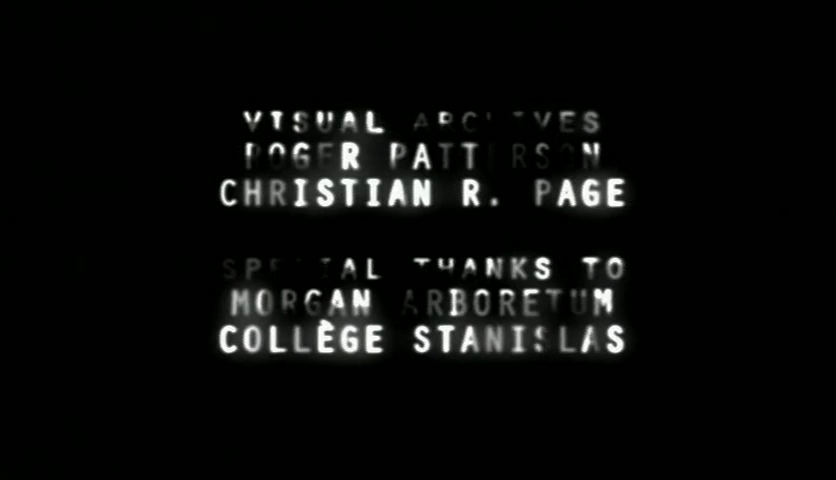 VISUAL ARCHIVES
ROGER PATTERSON
CHRISTIAN R. PAGE
SPECIAL THANKS TO
MORGAN ARBORETUM
COLLÈGE STANISLAS